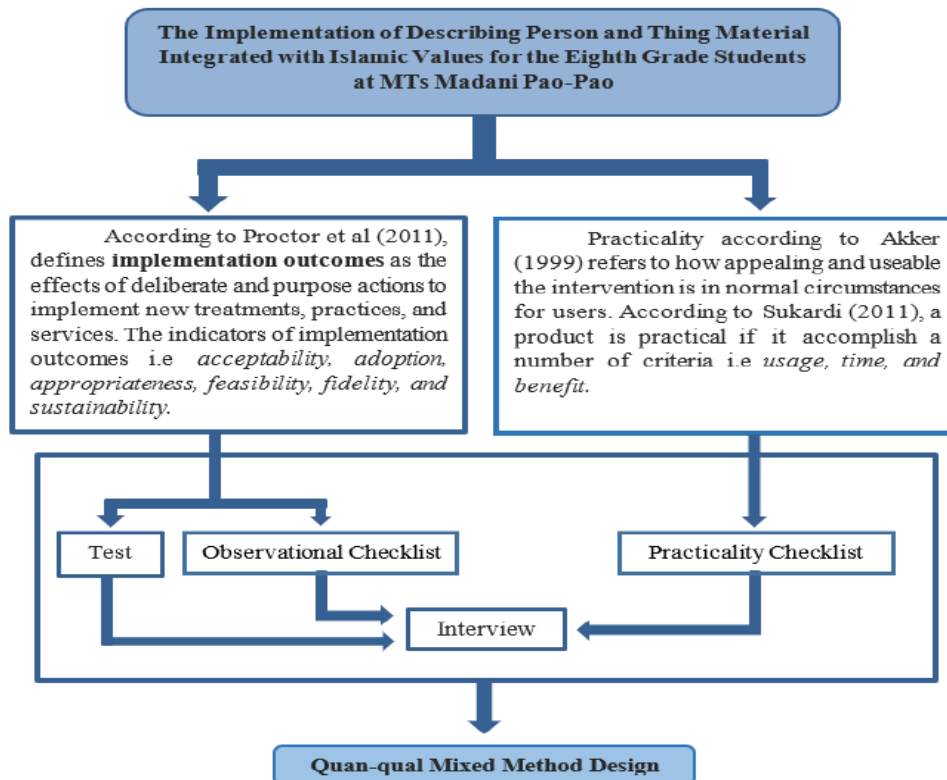 The Implementation of Describing Person and Thing Material
Integrated with Islamic Values for the Eighth Grade Students
at MTs Madani Pao-Pao
According to Proctor et al (2011),
defines implementation outcomes as the
effects of deliberate and purpose actions to
implement new treatments, practices, and
services. The indicators of implementation
outcomes i.e acceptability, adoption,
appropriateness, feasibility, fidelity, and
sustainability.
Practicality according to Akker
(1999) refers to how appealing and useable
the intervention is in normal circumstances
for users. According to Sukardi (2011), a
product is practical if it accomplish a
number of criteria i.e usage, time, and
benefit.
Test
Observational Checklist
Practicality Checklist
Interview
Quan-qual Mixed Method Design